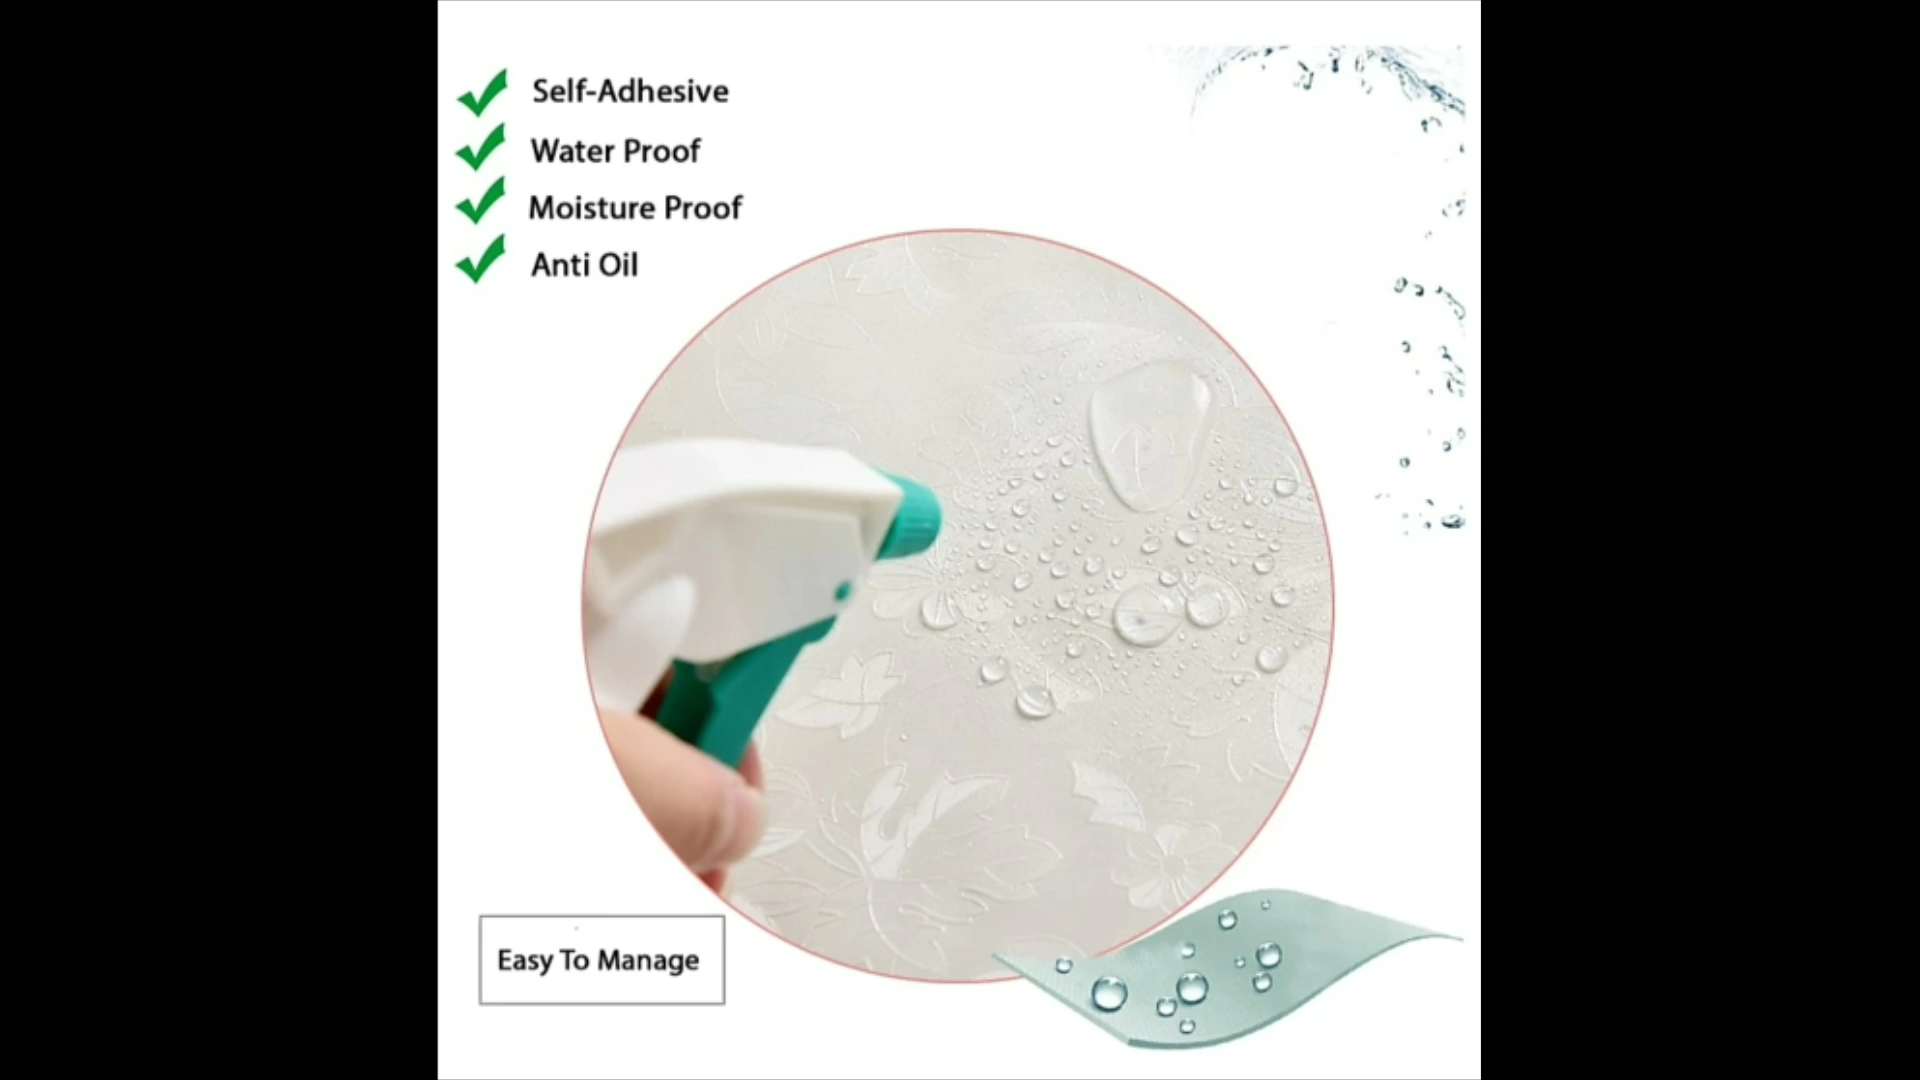 Self-Adhesive
Water Proof
Moisture Proof
Anti Oil
Easy To Manage